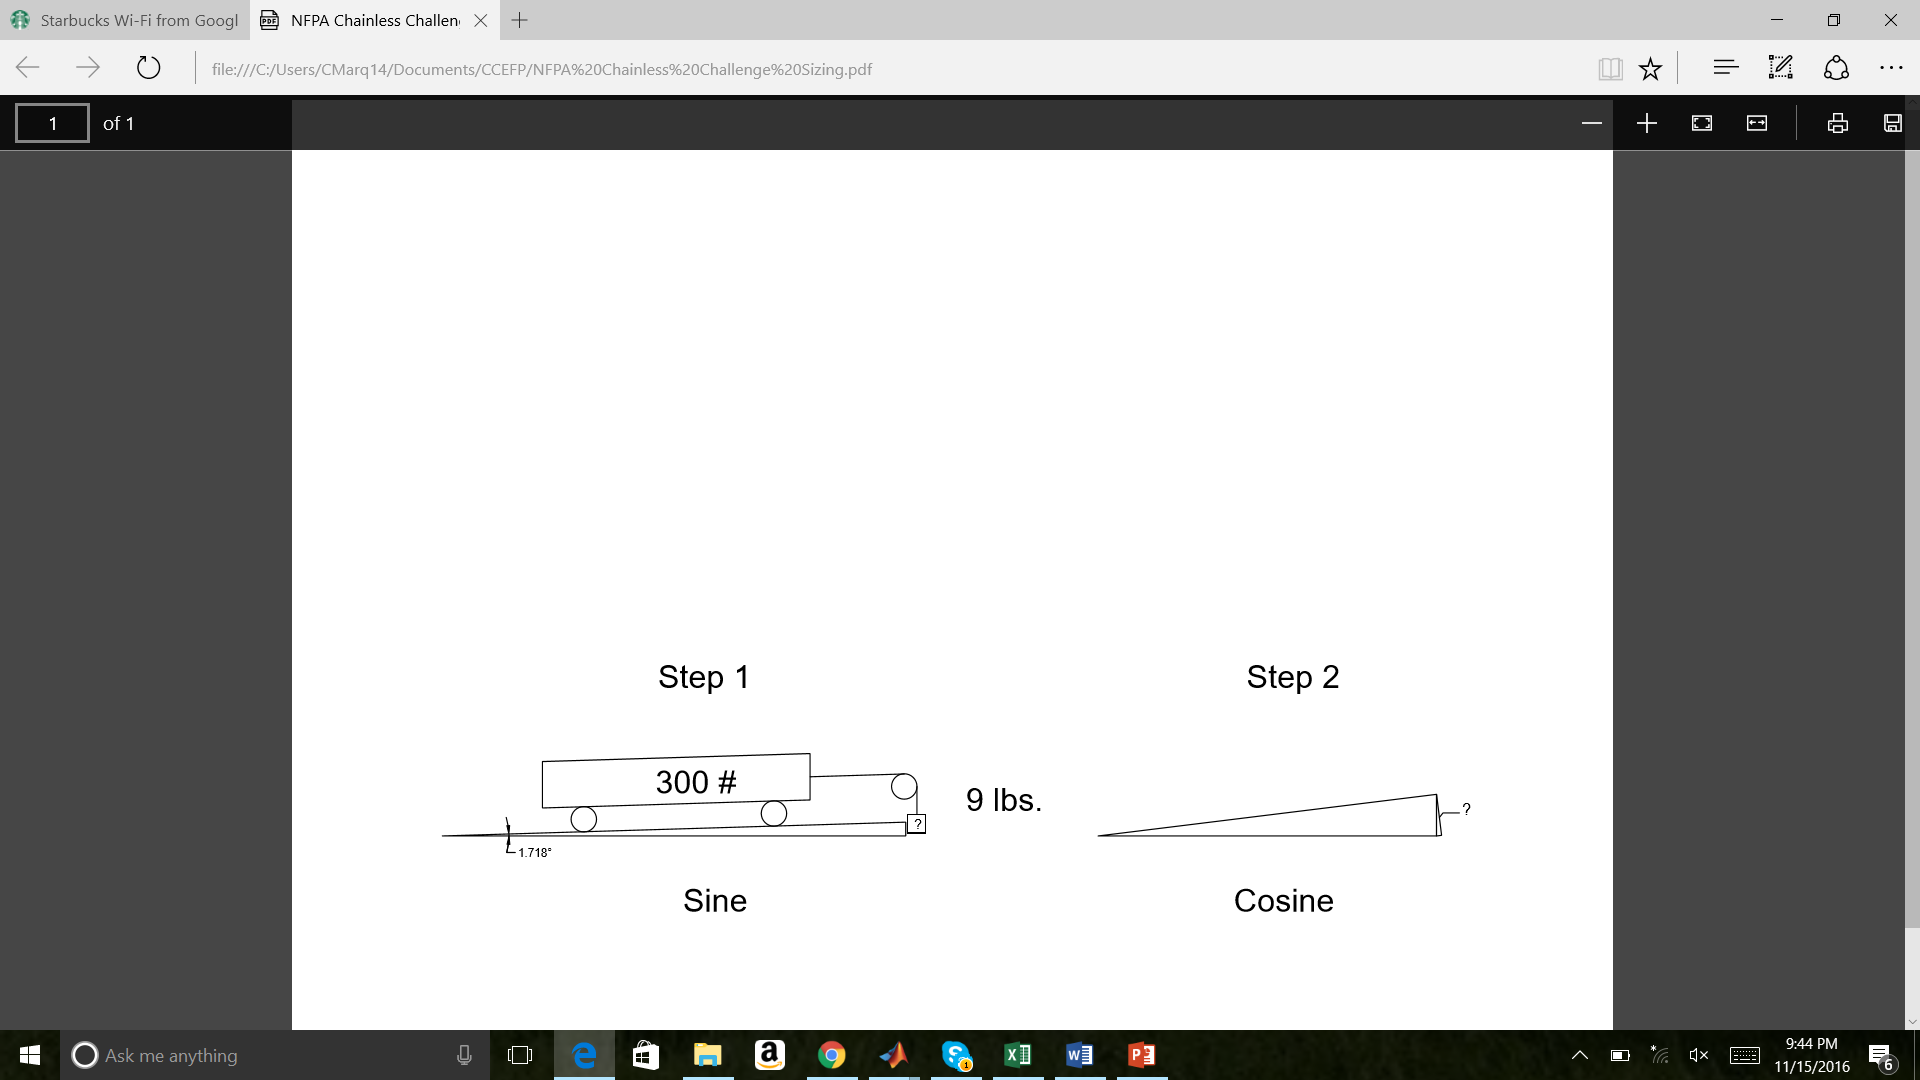 Starbucks Wi-Fi from Googl
NFPA Chainless Challen
file:///C:/Users/CMarq14/Documents/CCEFP/NFPA%20Chainless%20Challenge%20Sizing.pdf
1 of 1
Step 1
Step 2
300 #
9 lbs.
?
?
1.718°
Sine
Cosine
Ask me anything
9:44 PM
11/15/2016
6